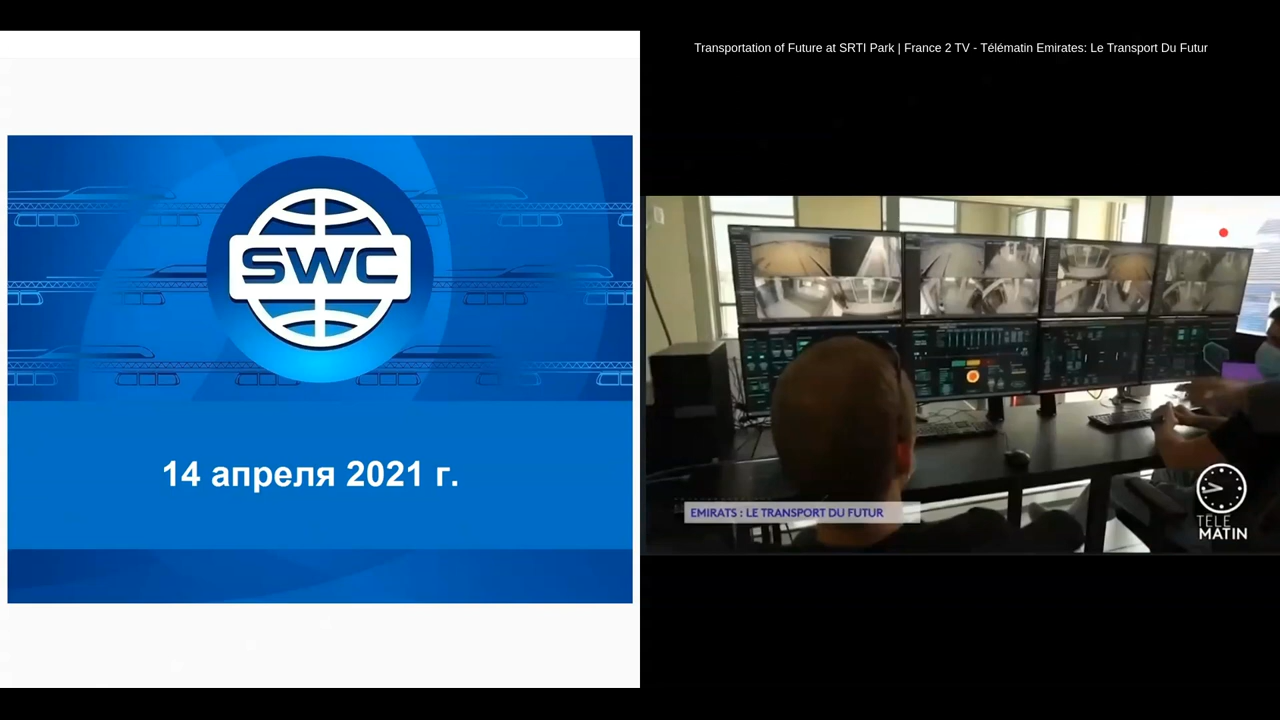 SWC
14 апреля 2021 г.
Transportation of Future at SRTI Park | France 2 TV - Télématin Emirates: Le Transport Du Futur
EMIRATS : LE TRANSPORT DU FUTUR
TELE
MATIN